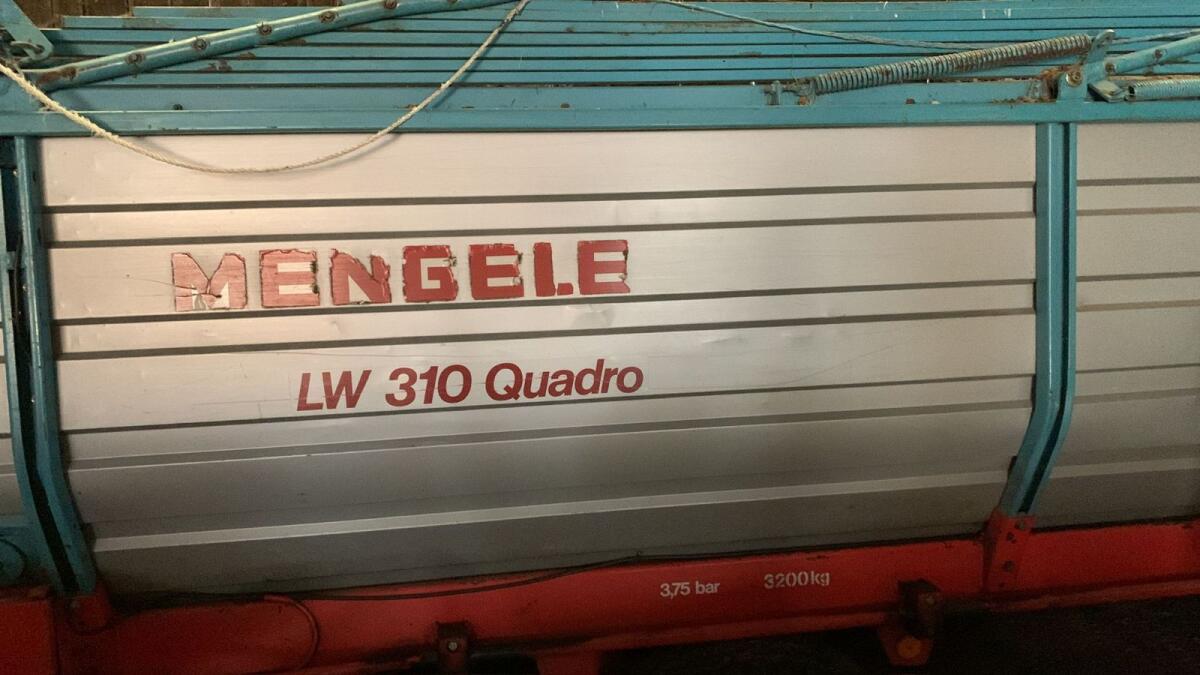 MENGELE
LW 310 Quadro
3,75 bar 3200kg